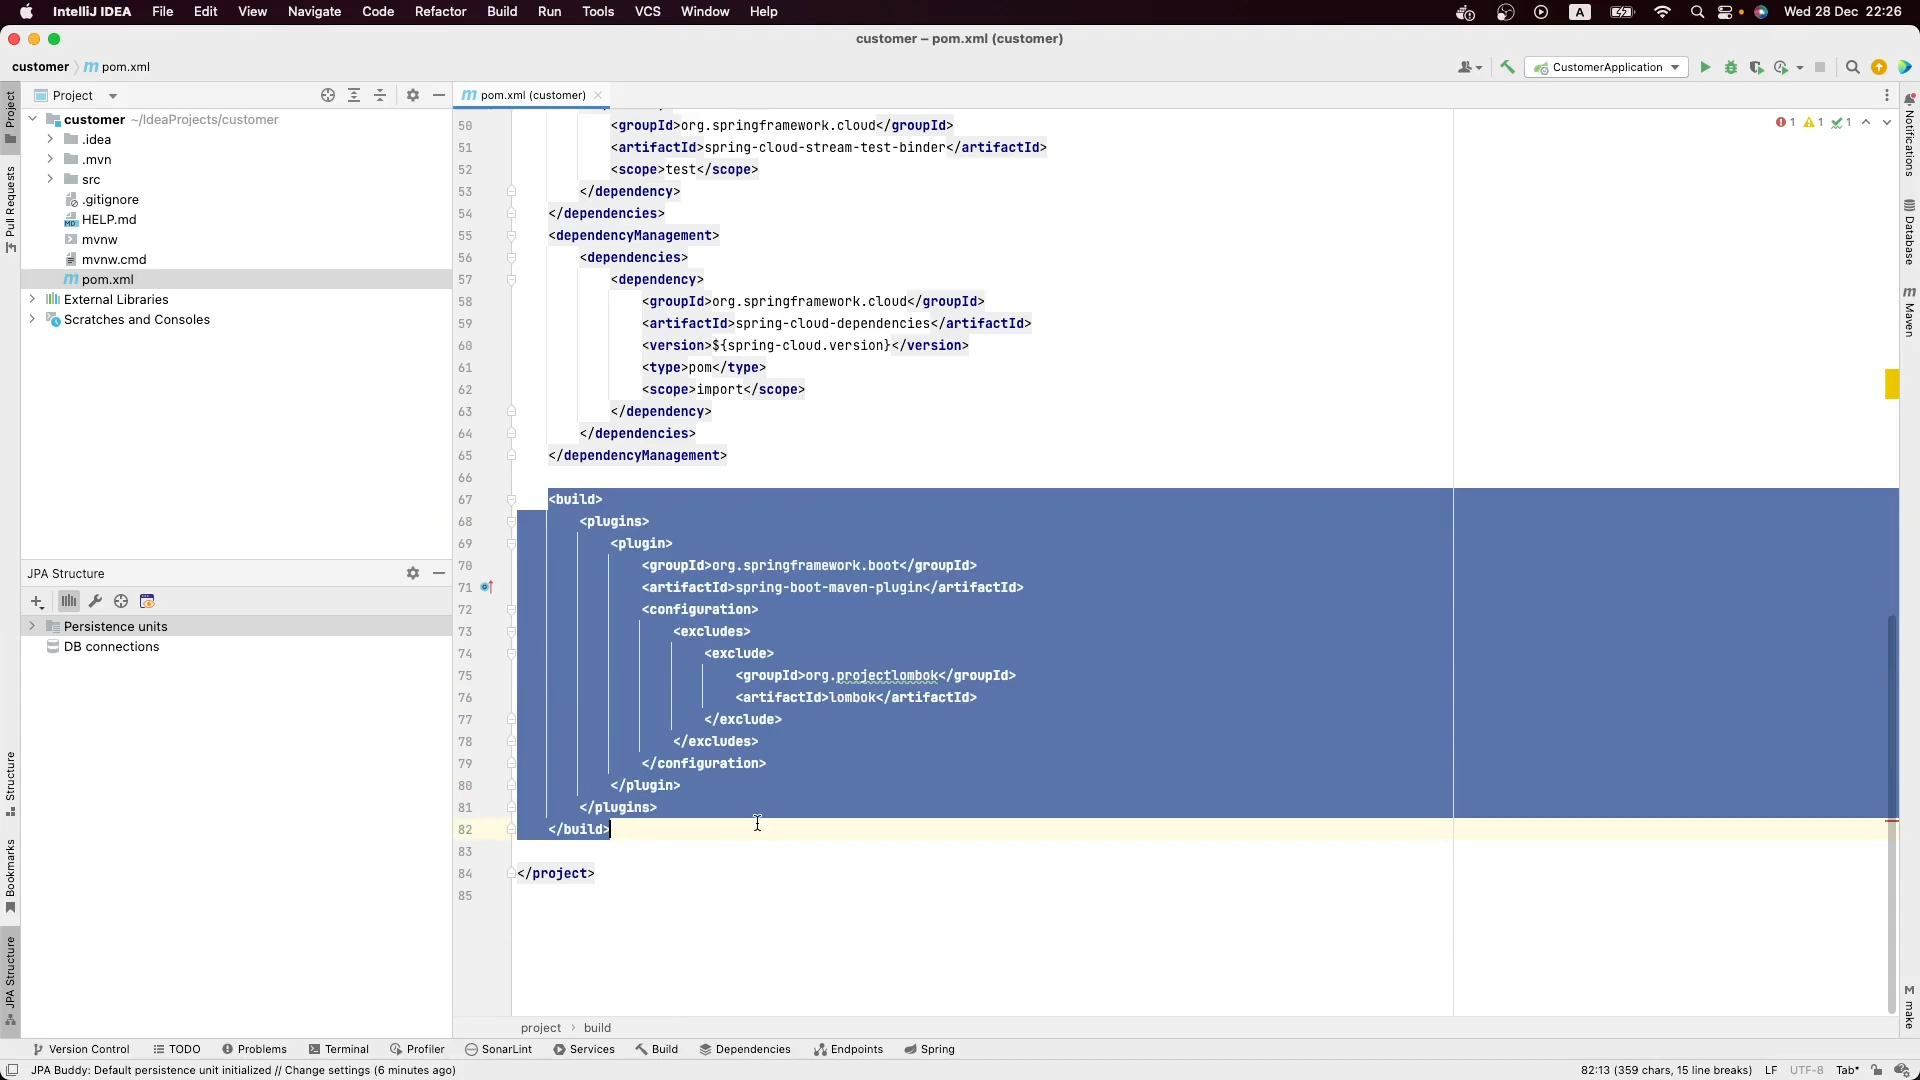 IntelliJ IDEA File Edit View Navigate Code Refactor Build Run Tools VCS Window Help A Wed 28 Dec 22:26
customer – pom.xml (customer)
customer pom.xml CustomerApplication
Project
pom.xml (customer)
customer ~/IdeaProjects/customer
.idea
.mvn
src
.gitignore
HELP.md
mvnw
mvnw.cmd
pom.xml
External Libraries
Scratches and Consoles
JPA Structure
Persistence units
DB connections
Project
Pull Requests
Structure
Bookmarks
JPA Structure
1 1 1
50 <groupId>org.springframework.cloud</groupId>
51 <artifactId>spring-cloud-stream-test-binder</artifactId>
52 <scope>test</scope>
53 </dependency>
54 </dependencies>
55 <dependencyManagement>
56 <dependencies>
57 <dependency>
58 <groupId>org.springframework.cloud</groupId>
59 <artifactId>spring-cloud-dependencies</artifactId>
60 <version>${spring-cloud.version}</version>
61 <type>pom</type>
62 <scope>import</scope>
63 </dependency>
64 </dependencies>
65 </dependencyManagement>
66
67 <build>
68 <plugins>
69 <plugin>
70 <groupId>org.springframework.boot</groupId>
71 <artifactId>spring-boot-maven-plugin</artifactId>
72 <configuration>
73 <excludes>
74 <exclude>
75 <groupId>org.projectlombok</groupId>
76 <artifactId>lombok</artifactId>
77 </exclude>
78 </excludes>
79 </configuration>
80 </plugin>
81 </plugins>
82 </build>
83
84 </project>
85
Notifications
Database
Maven
make
project › build
Version Control TODO Problems Terminal Profiler SonarLint Services Build Dependencies Endpoints Spring
JPA Buddy: Default persistence unit initialized // Change settings (6 minutes ago) 82:13 (359 chars, 15 line breaks) LF UTF-8 Tab*